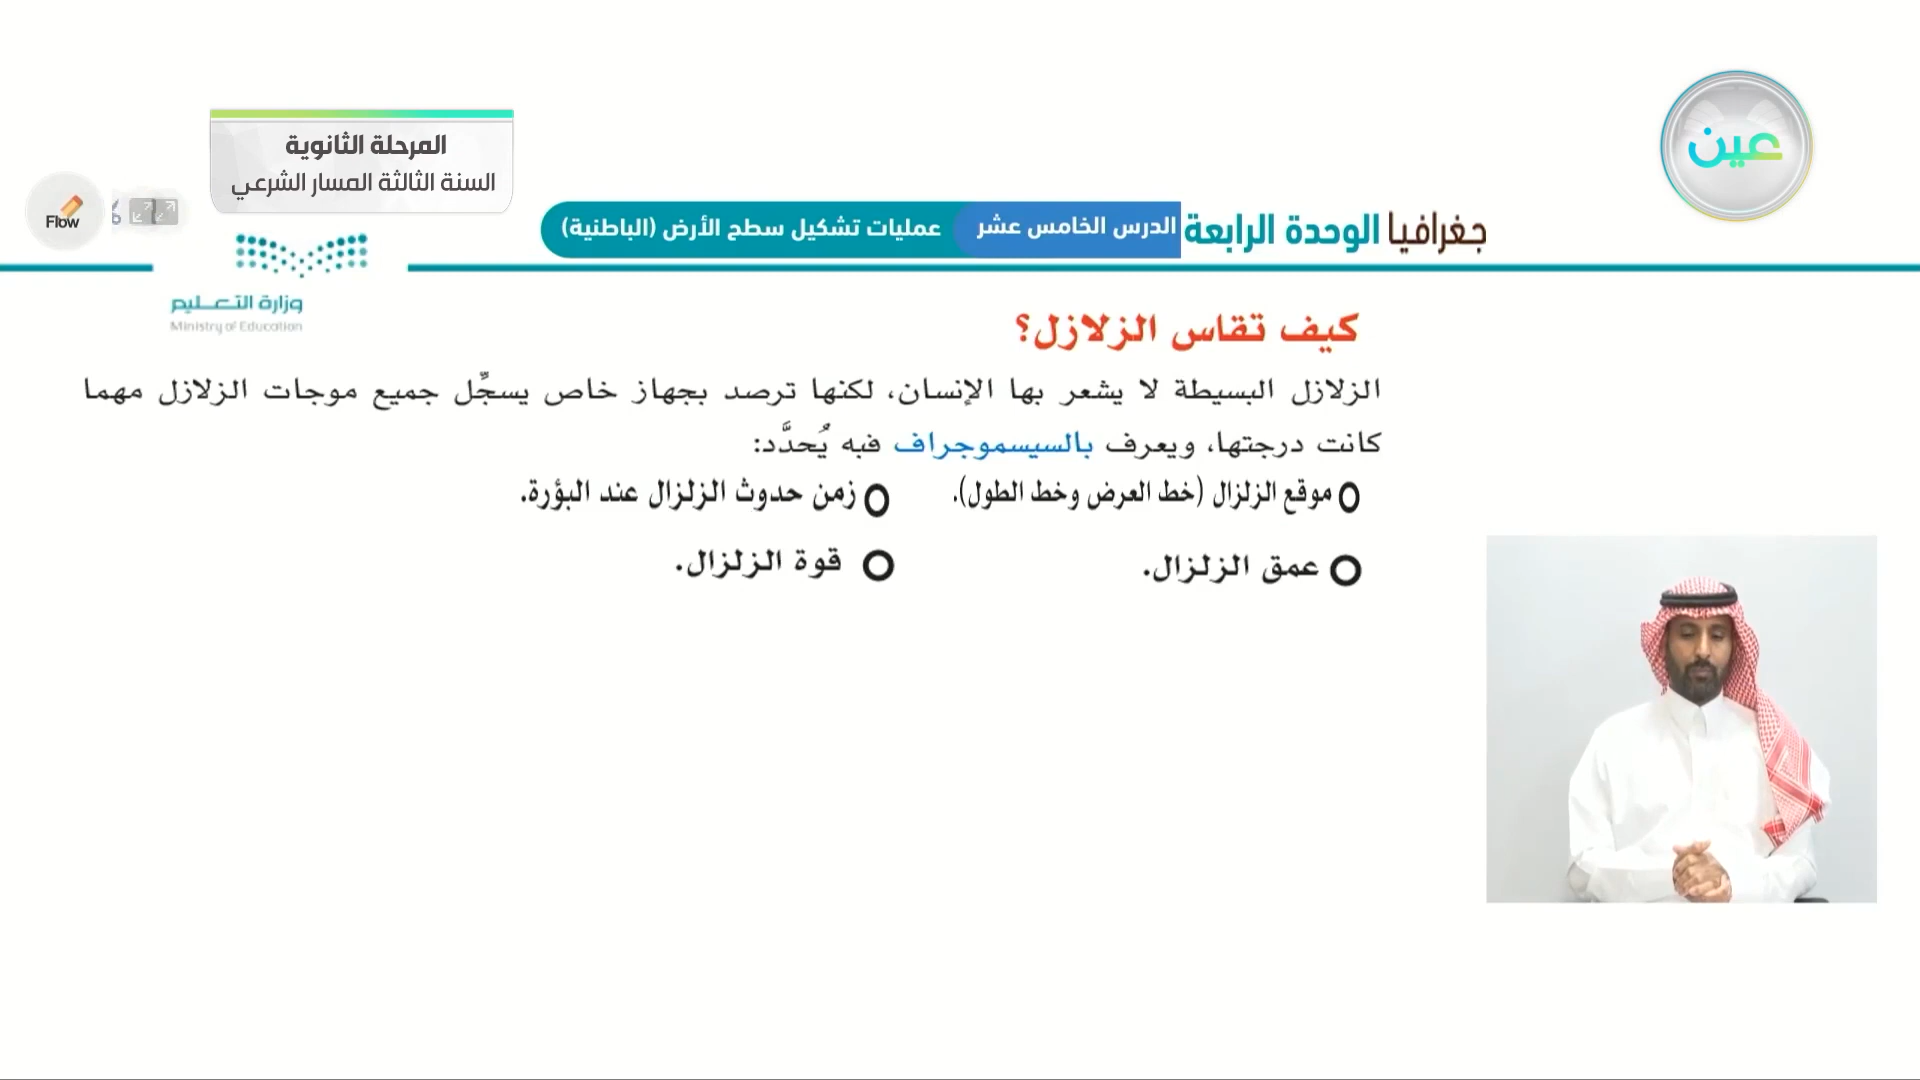 عين
المرحلة الثانوية
السنة الثالثة المسار الشرعي
Flow
جغرافيا الوحدة الرابعة الدرس الخامس عشر عمليات تشكيل سطح الأرض (الباطنية)
وزارة التعليم
Ministry of Education
كيف تقاس الزلازل؟
الزلازل البسيطة لا يشعر بها الإنسان، لكنها ترصد بجهاز خاص يسجِّل جميع موجات الزلازل مهما
كانت درجتها، ويعرف بالسيسموجراف فبه يُحدَّد:
موقع الزلزال (خط العرض وخط الطول). زمن حدوث الزلزال عند البؤرة.
عمق الزلزال. قوة الزلزال.